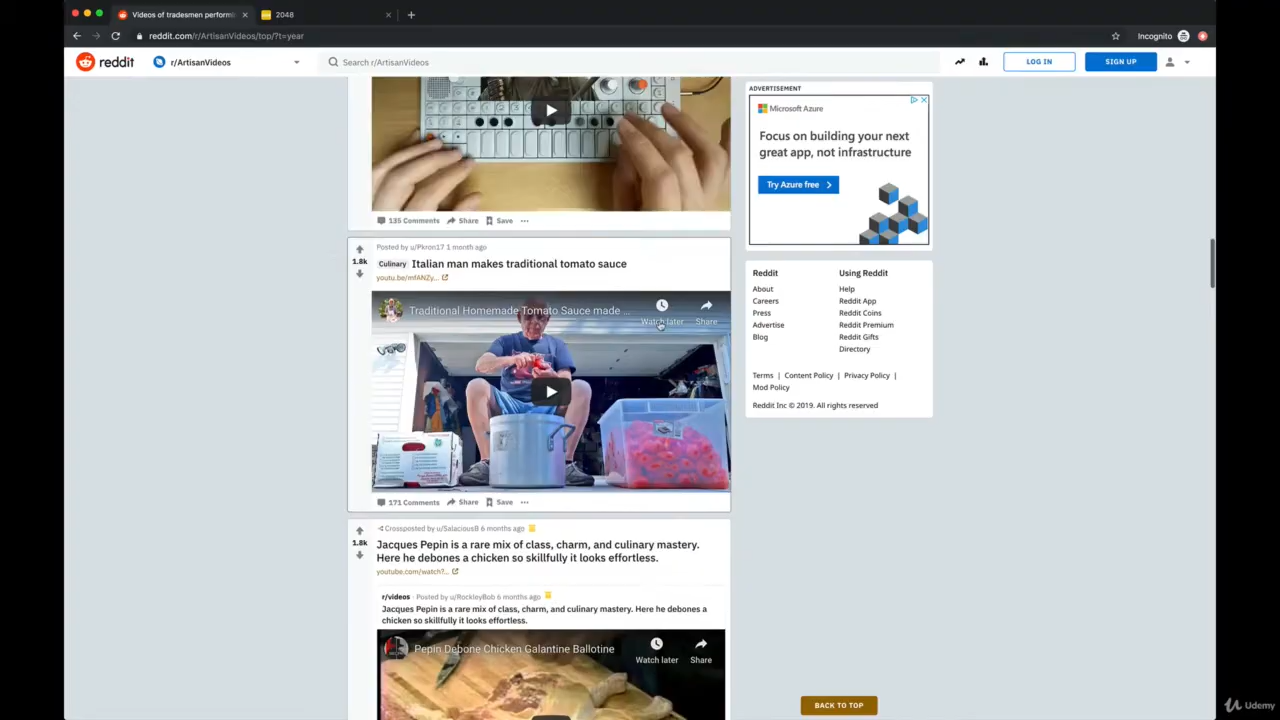 Videos of tradesmen performi
2048
reddit.com/r/ArtisanVideos/top/?t=year
Incognito
reddit
r/ArtisanVideos
Search r/ArtisanVideos
LOG IN
SIGN UP
135 Comments
Share
Save
Posted by u/Pkron17 1 month ago
1.8k
Culinary
Italian man makes traditional tomato sauce
youtu.be/mfANZy...
Traditional Homemade Tomato Sauce made ...
Watch later
Share
171 Comments
Share
Save
Crossposted by u/SalaciousB 6 months ago
1.8k
Jacques Pepin is a rare mix of class, charm, and culinary mastery.
Here he debones a chicken so skillfully it looks effortless.
youtube.com/watch?...
r/videos · Posted by u/RockleyBob 6 months ago
Jacques Pepin is a rare mix of class, charm, and culinary mastery. Here he debones a
chicken so skillfully it looks effortless.
Pepin Debone Chicken Galantine Ballotine
Watch later
Share
ADVERTISEMENT
Microsoft Azure
Focus on building your next
great app, not infrastructure
Try Azure free
Reddit
About
Careers
Press
Advertise
Blog
Using Reddit
Help
Reddit App
Reddit Coins
Reddit Premium
Reddit Gifts
Directory
Terms | Content Policy | Privacy Policy |
Mod Policy
Reddit Inc © 2019. All rights reserved
BACK TO TOP
Udemy